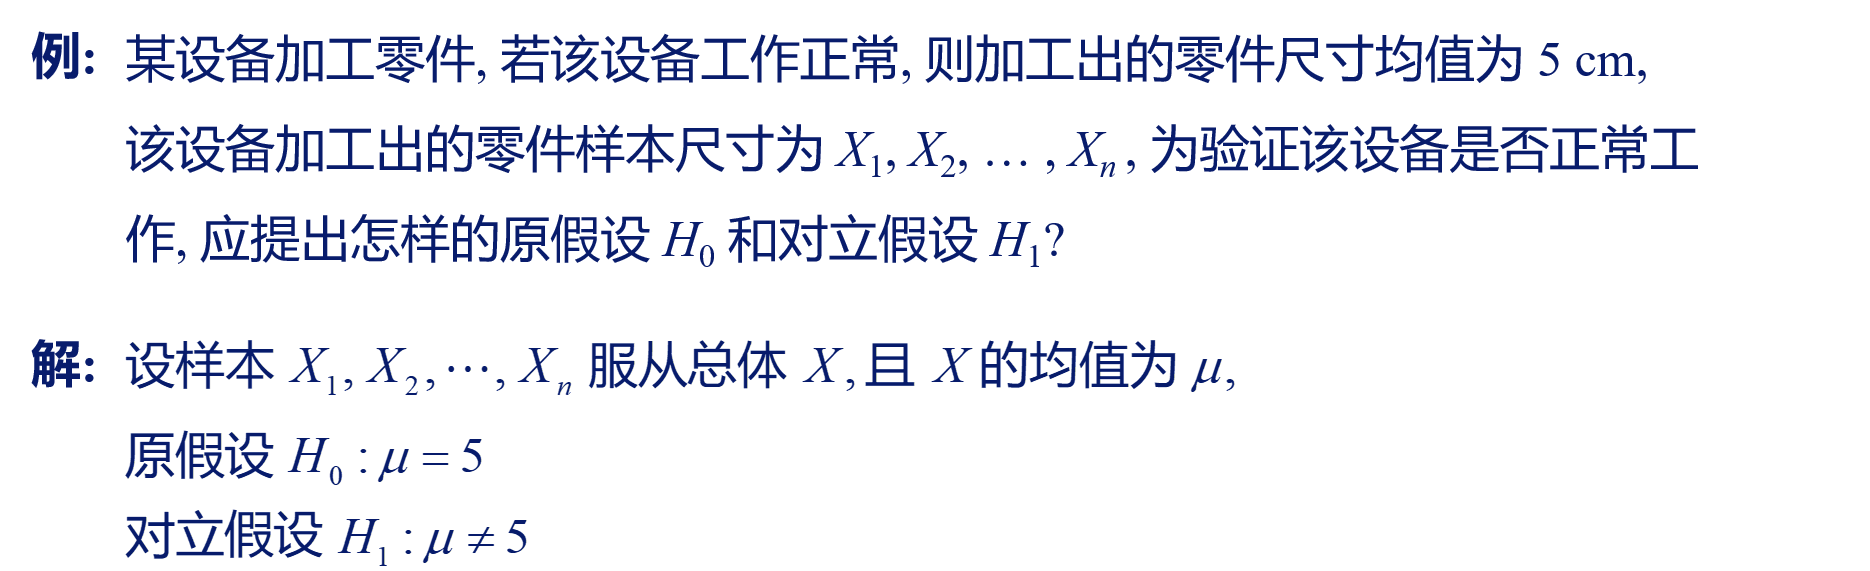 例: 某设备加工零件, 若该设备工作正常, 则加工出的零件尺寸均值为 5 cm,
该设备加工出的零件样本尺寸为 X₁, X₂, … , Xₙ , 为验证该设备是否正常工
作, 应提出怎样的原假设 H₀ 和对立假设 H₁?
解: 设样本 X₁, X₂, ⋯, Xₙ 服从总体 X, 且 X 的均值为 μ,
原假设 H₀ : μ = 5
对立假设 H₁ : μ ≠ 5